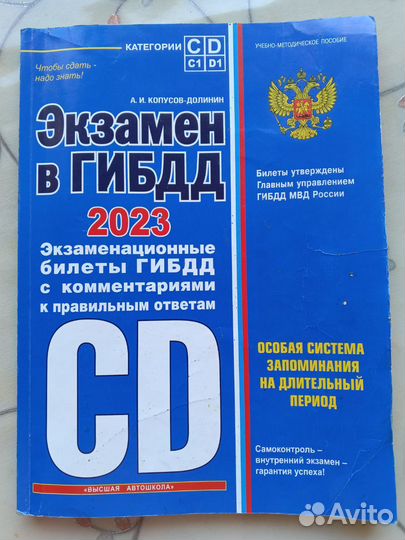 КАТЕГОРИИ
C D
C1 D1
УЧЕБНО-МЕТОДИЧЕСКОЕ ПОСОБИЕ
Чтобы сдать -
надо знать!
А. И. КОПУСОВ-ДОЛИНИН
Экзамен
в ГИБДД
2023
Экзаменационные
билеты ГИБДД
с комментариями
к правильным ответам
CD
«ВЫСШАЯ АВТОШКОЛА»
Билеты утверждены
Главным управлением
ГИБДД МВД России
ОСОБАЯ СИСТЕМА
ЗАПОМИНАНИЯ
НА ДЛИТЕЛЬНЫЙ
ПЕРИОД
Самоконтроль –
внутренний экзамен –
гарантия успеха!
Avito